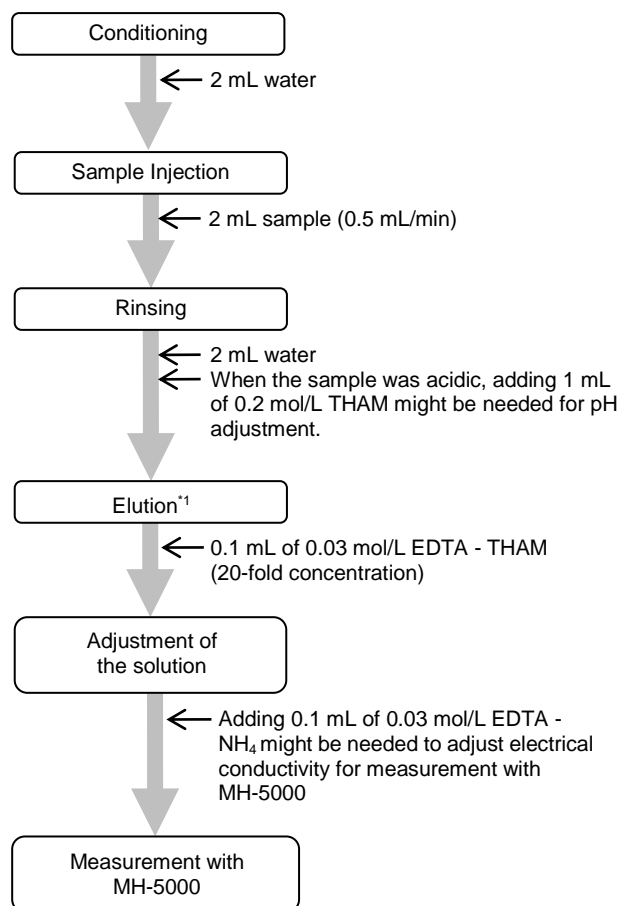 Conditioning
2 mL water
Sample Injection
2 mL sample (0.5 mL/min)
Rinsing
2 mL water
When the sample was acidic, adding 1 mL
of 0.2 mol/L THAM might be needed for pH
adjustment.
Elution*1
0.1 mL of 0.03 mol/L EDTA - THAM
(20-fold concentration)
Adjustment of
the solution
Adding 0.1 mL of 0.03 mol/L EDTA -
NH₄ might be needed to adjust electrical
conductivity for measurement with
MH-5000
Measurement with
MH-5000